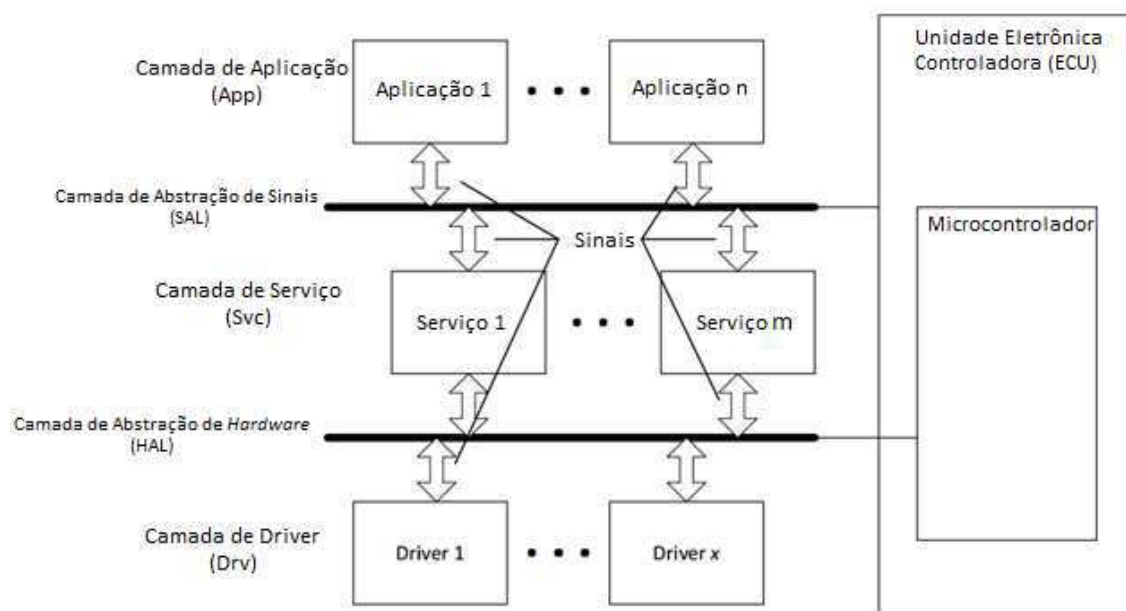 Camada de Aplicação
(App)
Aplicação 1
Aplicação n
Unidade Eletrônica
Controladora (ECU)
Camada de Abstração de Sinais
(SAL)
Sinais
Microcontrolador
Camada de Serviço
(Svc)
Serviço 1
Serviço m
Camada de Abstração de Hardware
(HAL)
Camada de Driver
(Drv)
Driver 1
Driver x